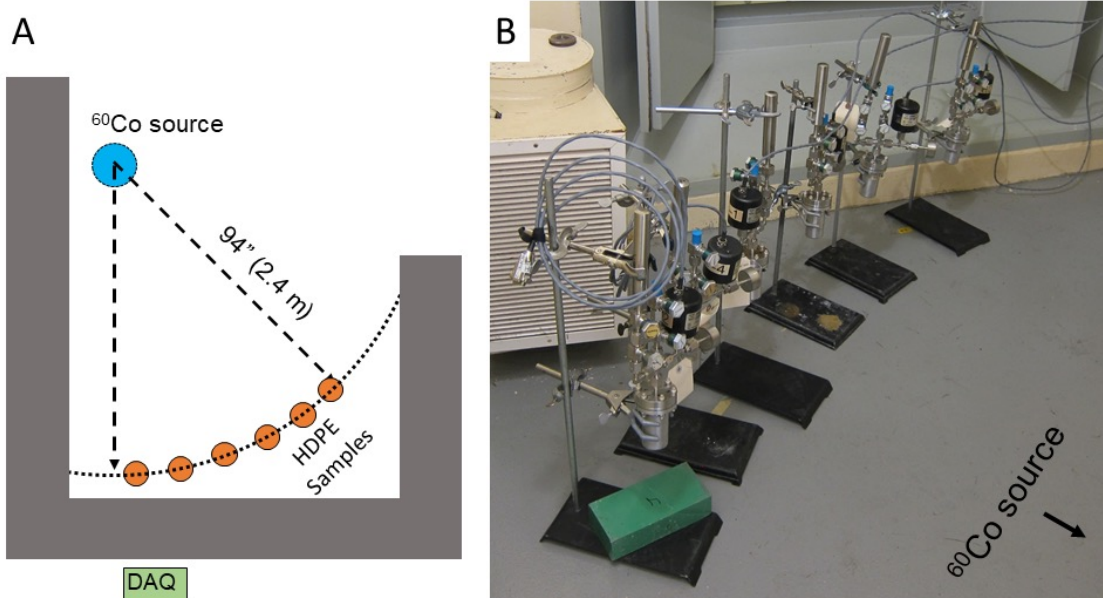 A
⁶⁰Co source
94” (2.4 m)
HDPE
Samples
DAQ
B
⁶⁰Co source